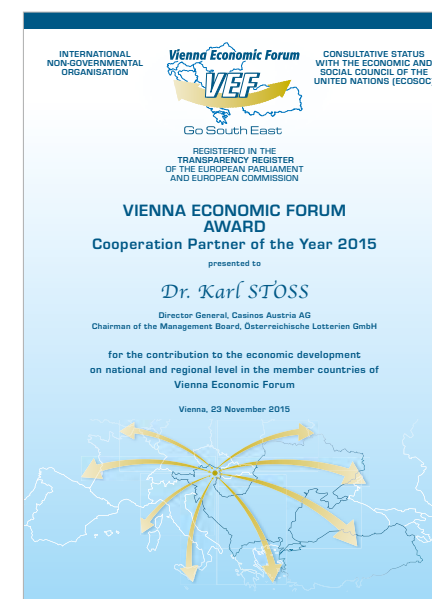 INTERNATIONAL
NON-GOVERNMENTAL
ORGANISATION
Vienna Economic Forum
VEF
Go South East
CONSULTATIVE STATUS
WITH THE ECONOMIC AND
SOCIAL COUNCIL OF THE
UNITED NATIONS (ECOSOC)
REGISTERED IN THE
TRANSPARENCY REGISTER
OF THE EUROPEAN PARLIAMENT
AND EUROPEAN COMMISSION
VIENNA ECONOMIC FORUM
AWARD
Cooperation Partner of the Year 2015
presented to
Dr. Karl STOSS
Director General, Casinos Austria AG
Chairman of the Management Board, Österreichische Lotterien GmbH
for the contribution to the economic development
on national and regional level in the member countries of
Vienna Economic Forum
Vienna, 23 November 2015